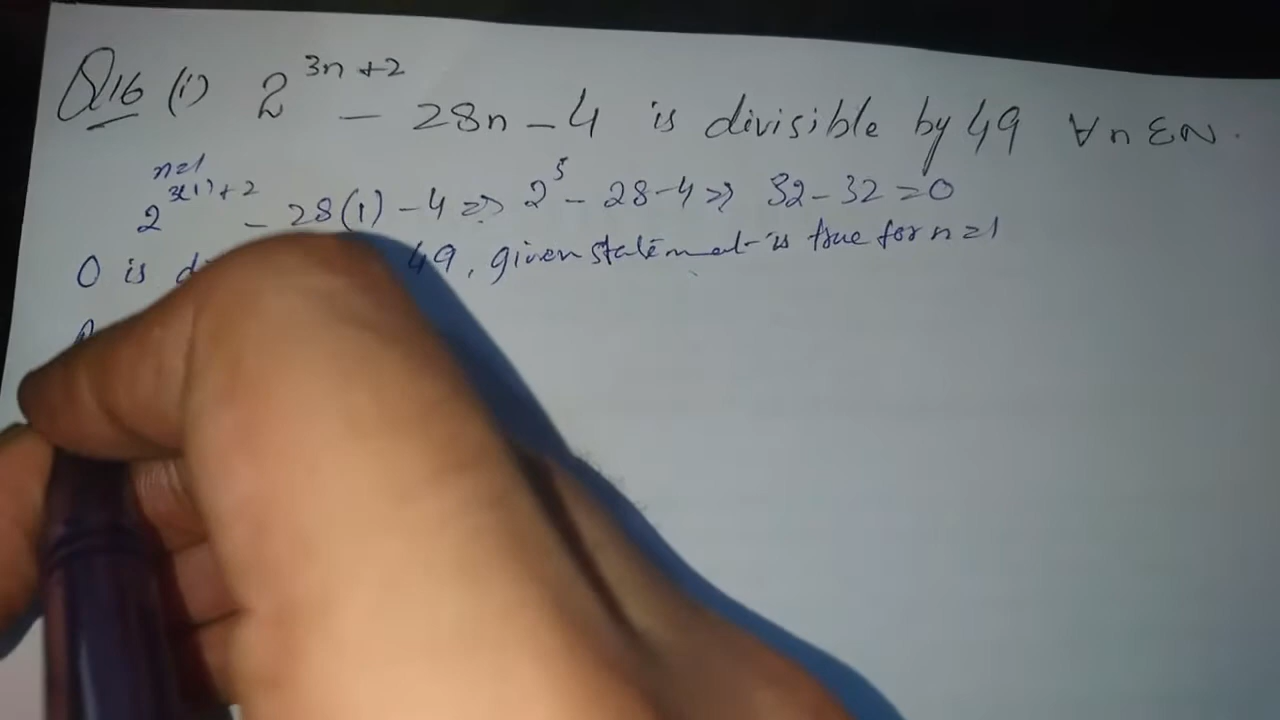 Q16 (i) 2^{3n+2} - 28n - 4 is divisible by 49 ∀ n ∈ N.
n=1
2^{3(1)+2} - 28(1) - 4 => 2^5 - 28 - 4 => 32 - 32 = 0
0 is 49, given statement is true for n=1